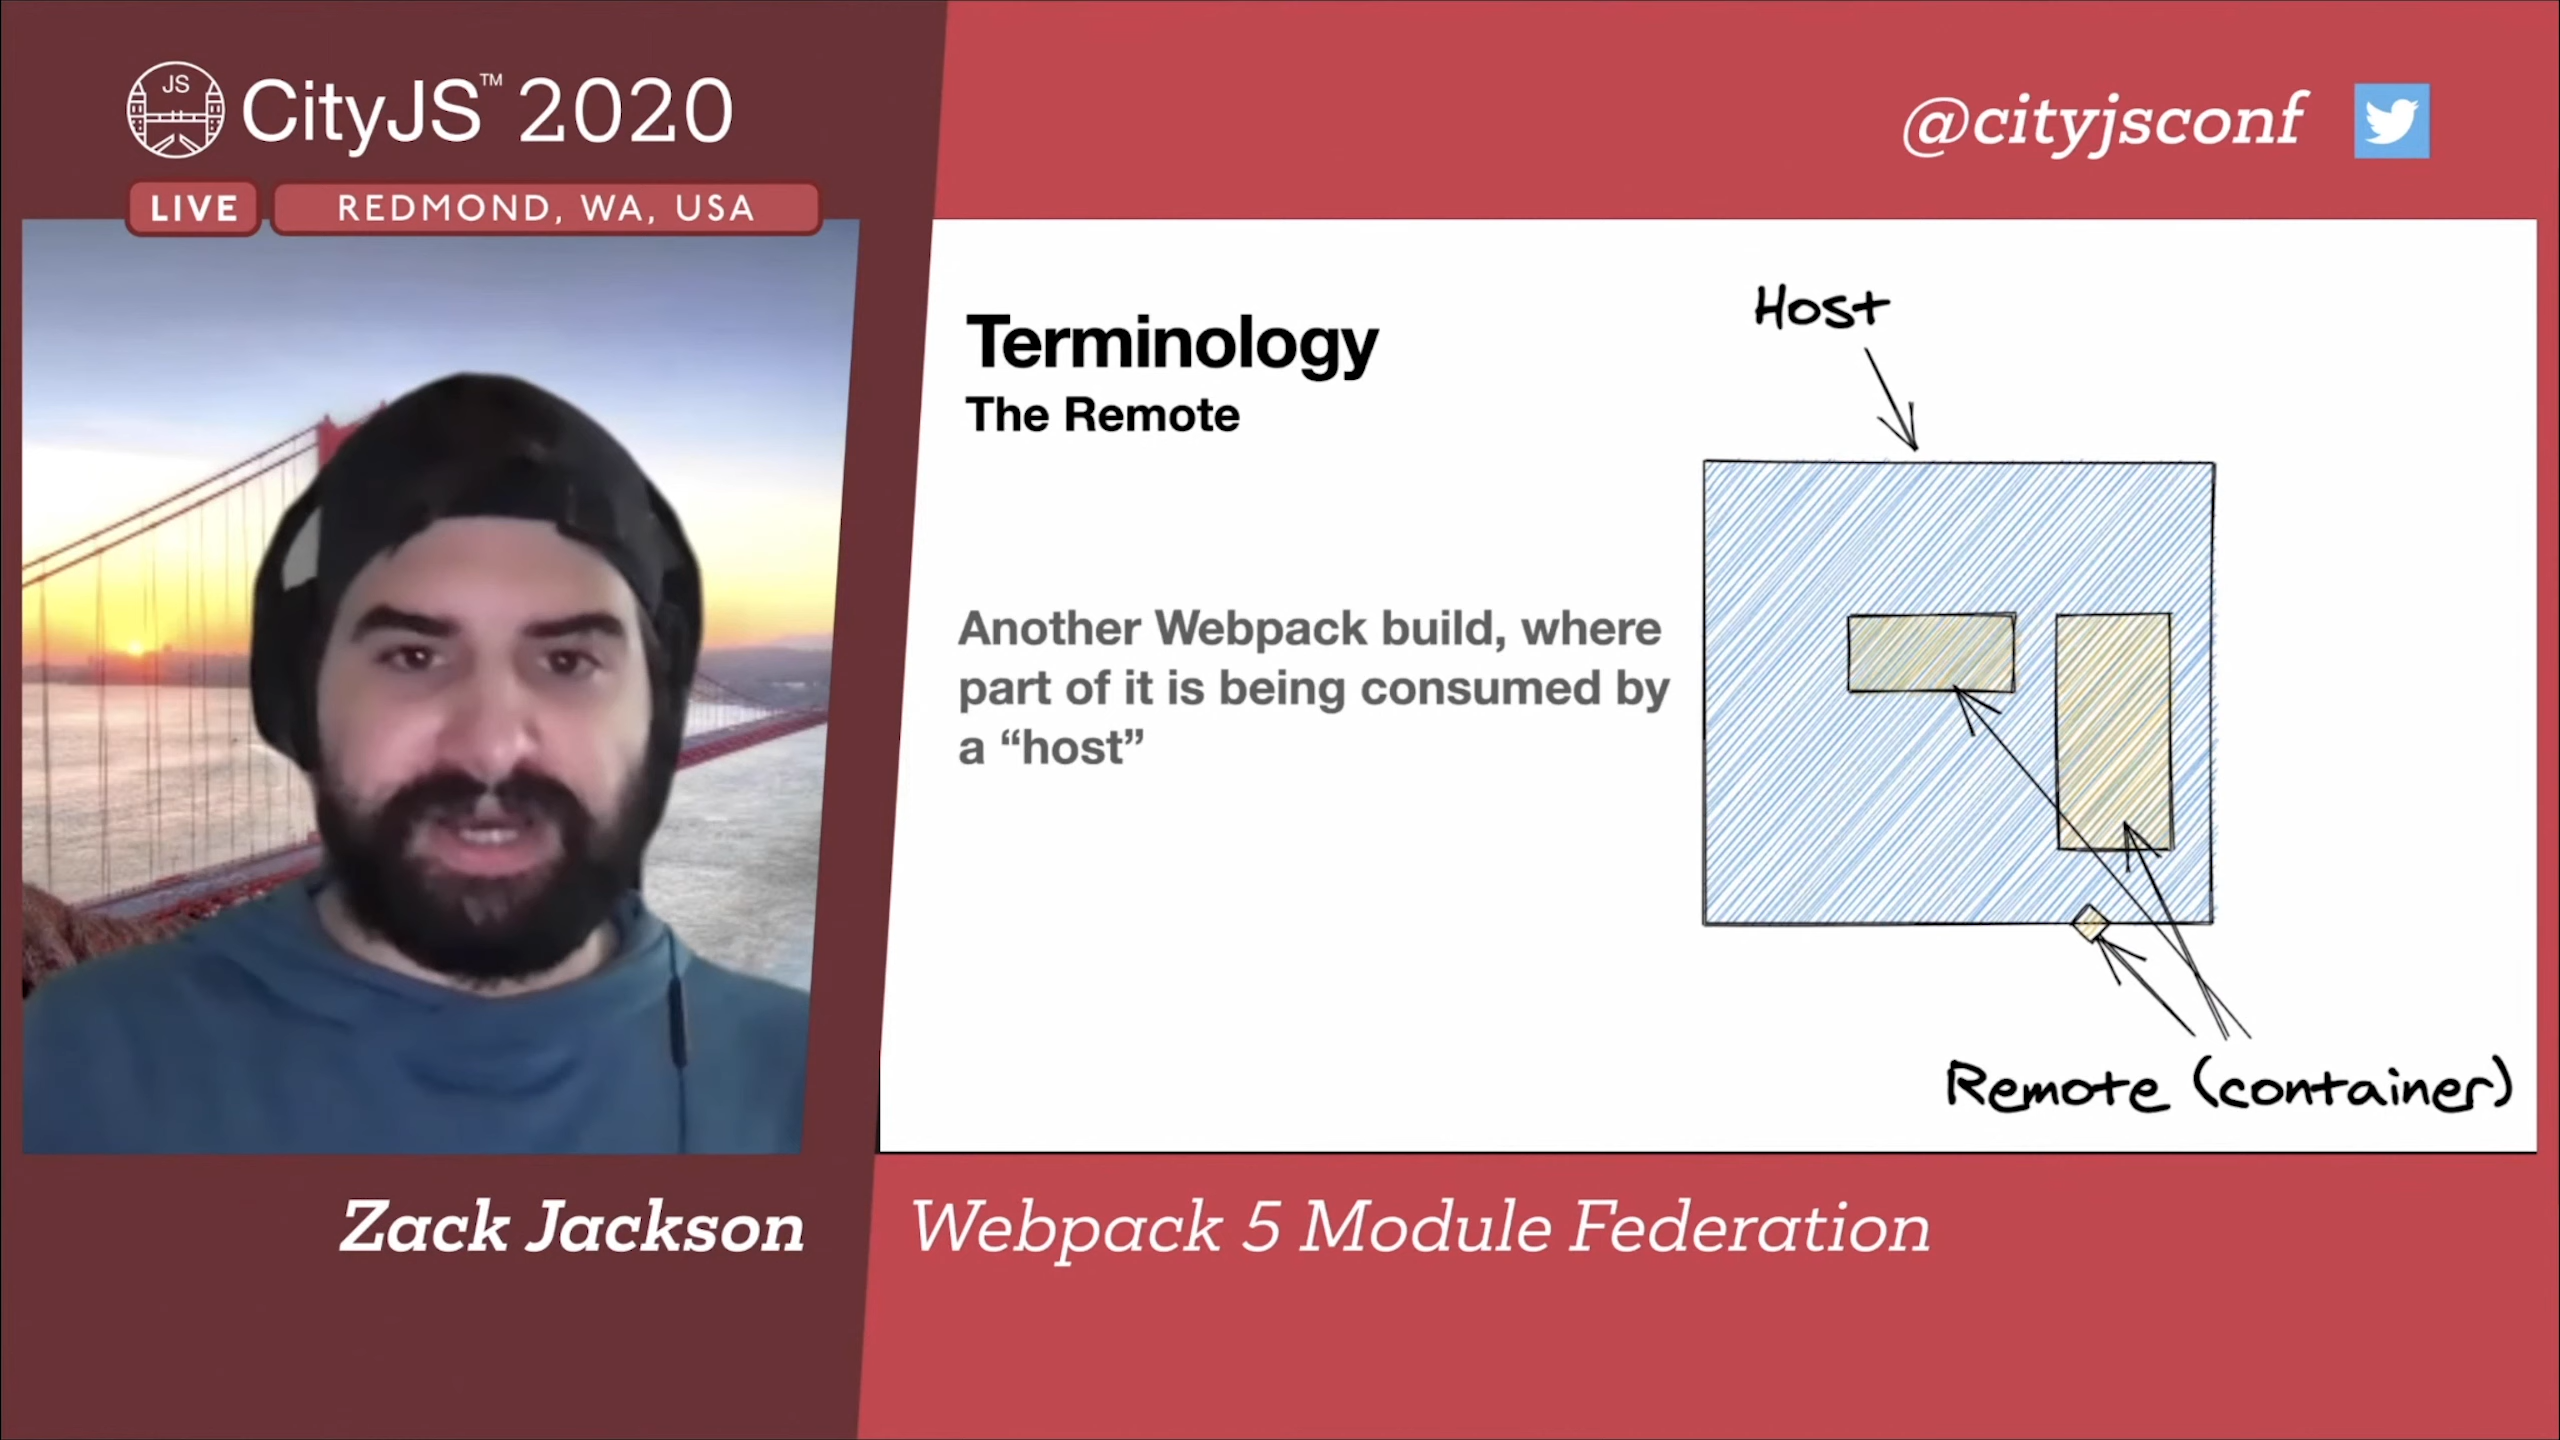 JS
CityJS™ 2020
@cityjsconf
LIVE
REDMOND, WA, USA
Terminology
The Remote
Another Webpack build, where
part of it is being consumed by
a “host”
Host
Remote (container)
Zack Jackson
Webpack 5 Module Federation